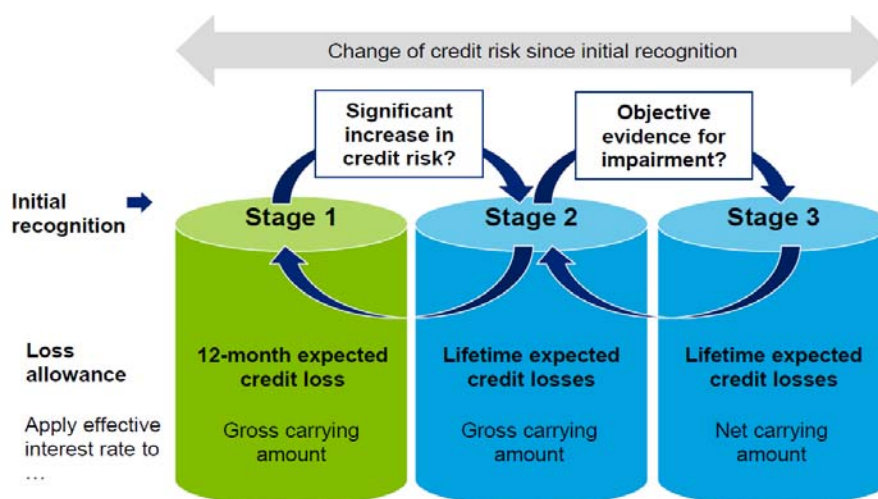 Change of credit risk since initial recognition
Significant
increase in
credit risk?
Objective
evidence for
impairment?
Initial
recognition
Stage 1
Stage 2
Stage 3
Loss
allowance
12-month expected
credit loss
Lifetime expected
credit losses
Lifetime expected
credit losses
Apply effective
interest rate to
…
Gross carrying
amount
Gross carrying
amount
Net carrying
amount